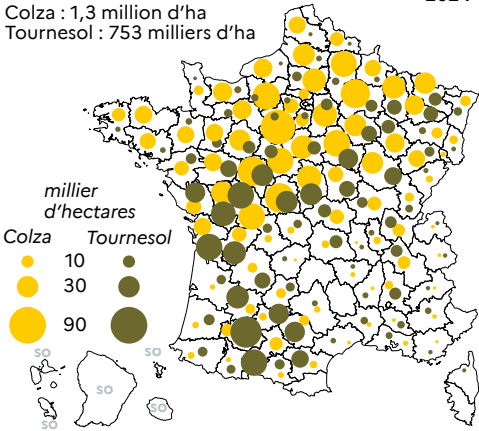 Colza : 1,3 million d’ha
Tournesol : 753 milliers d’ha
millier
d’hectares
Colza Tournesol
10
30
90
so
so
so
so
so